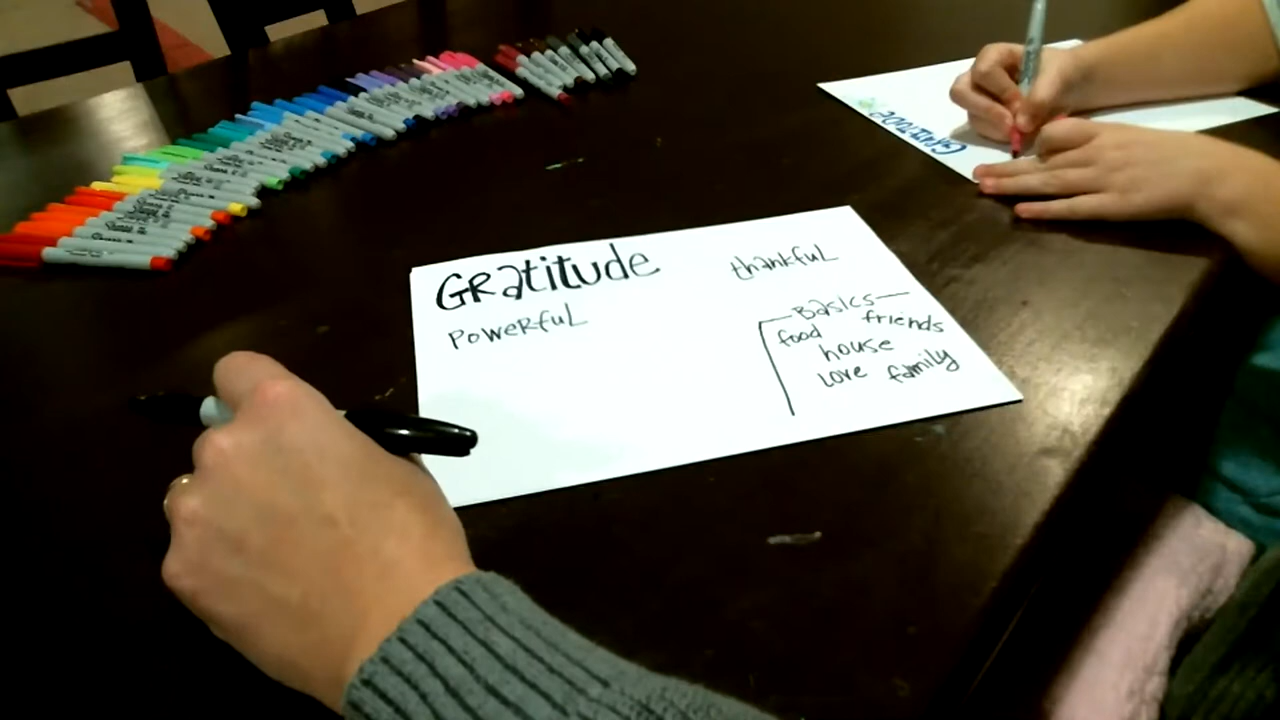 GRatitude
thankfuL
PoweRfuL
Basics
food friends
house
Love family
GRatitude